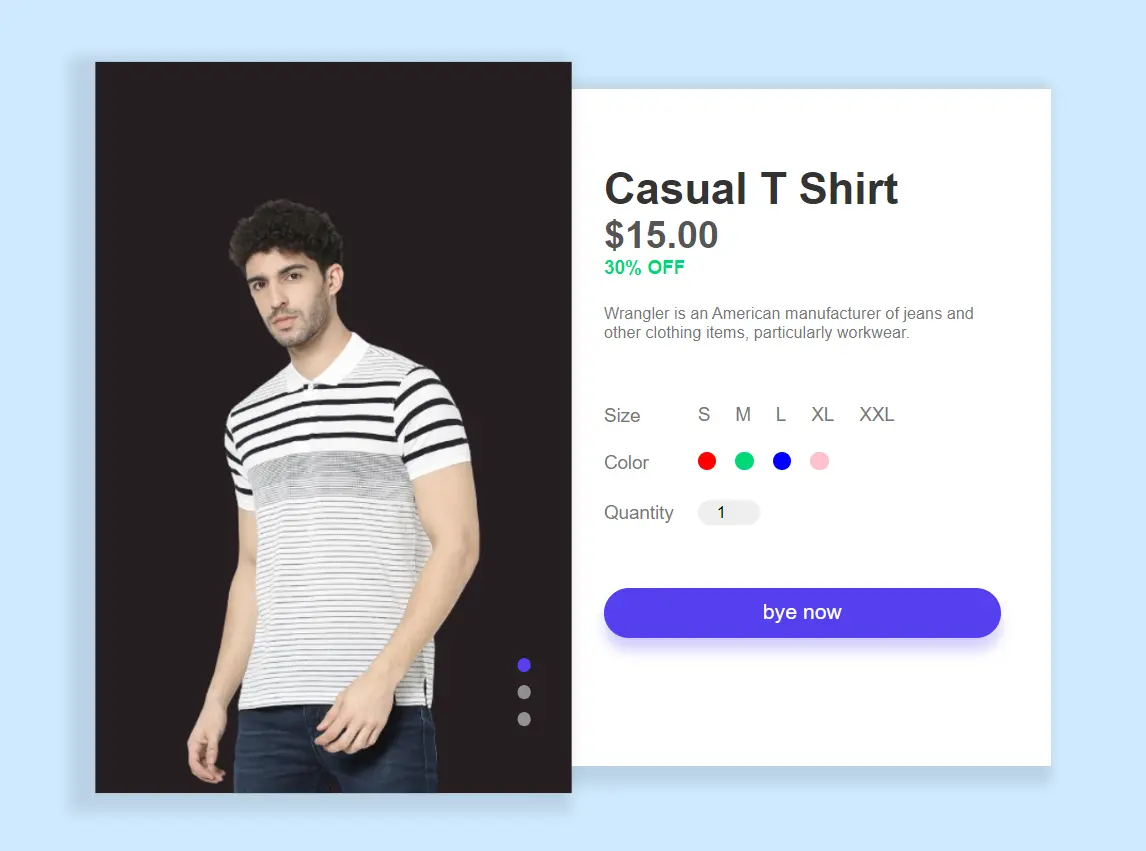 Casual T Shirt
$15.00
30% OFF
Wrangler is an American manufacturer of jeans and
other clothing items, particularly workwear.
Size S M L XL XXL
Color
Quantity 1
bye now